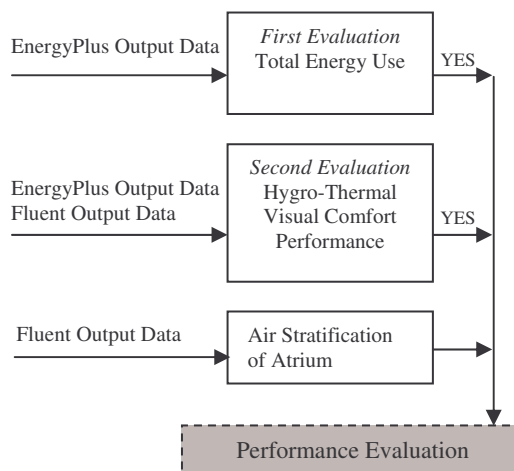 EnergyPlus Output Data
First Evaluation
Total Energy Use
YES
EnergyPlus Output Data
Fluent Output Data
Second Evaluation
Hygro-Thermal
Visual Comfort
Performance
YES
Fluent Output Data
Air Stratification
of Atrium
Performance Evaluation